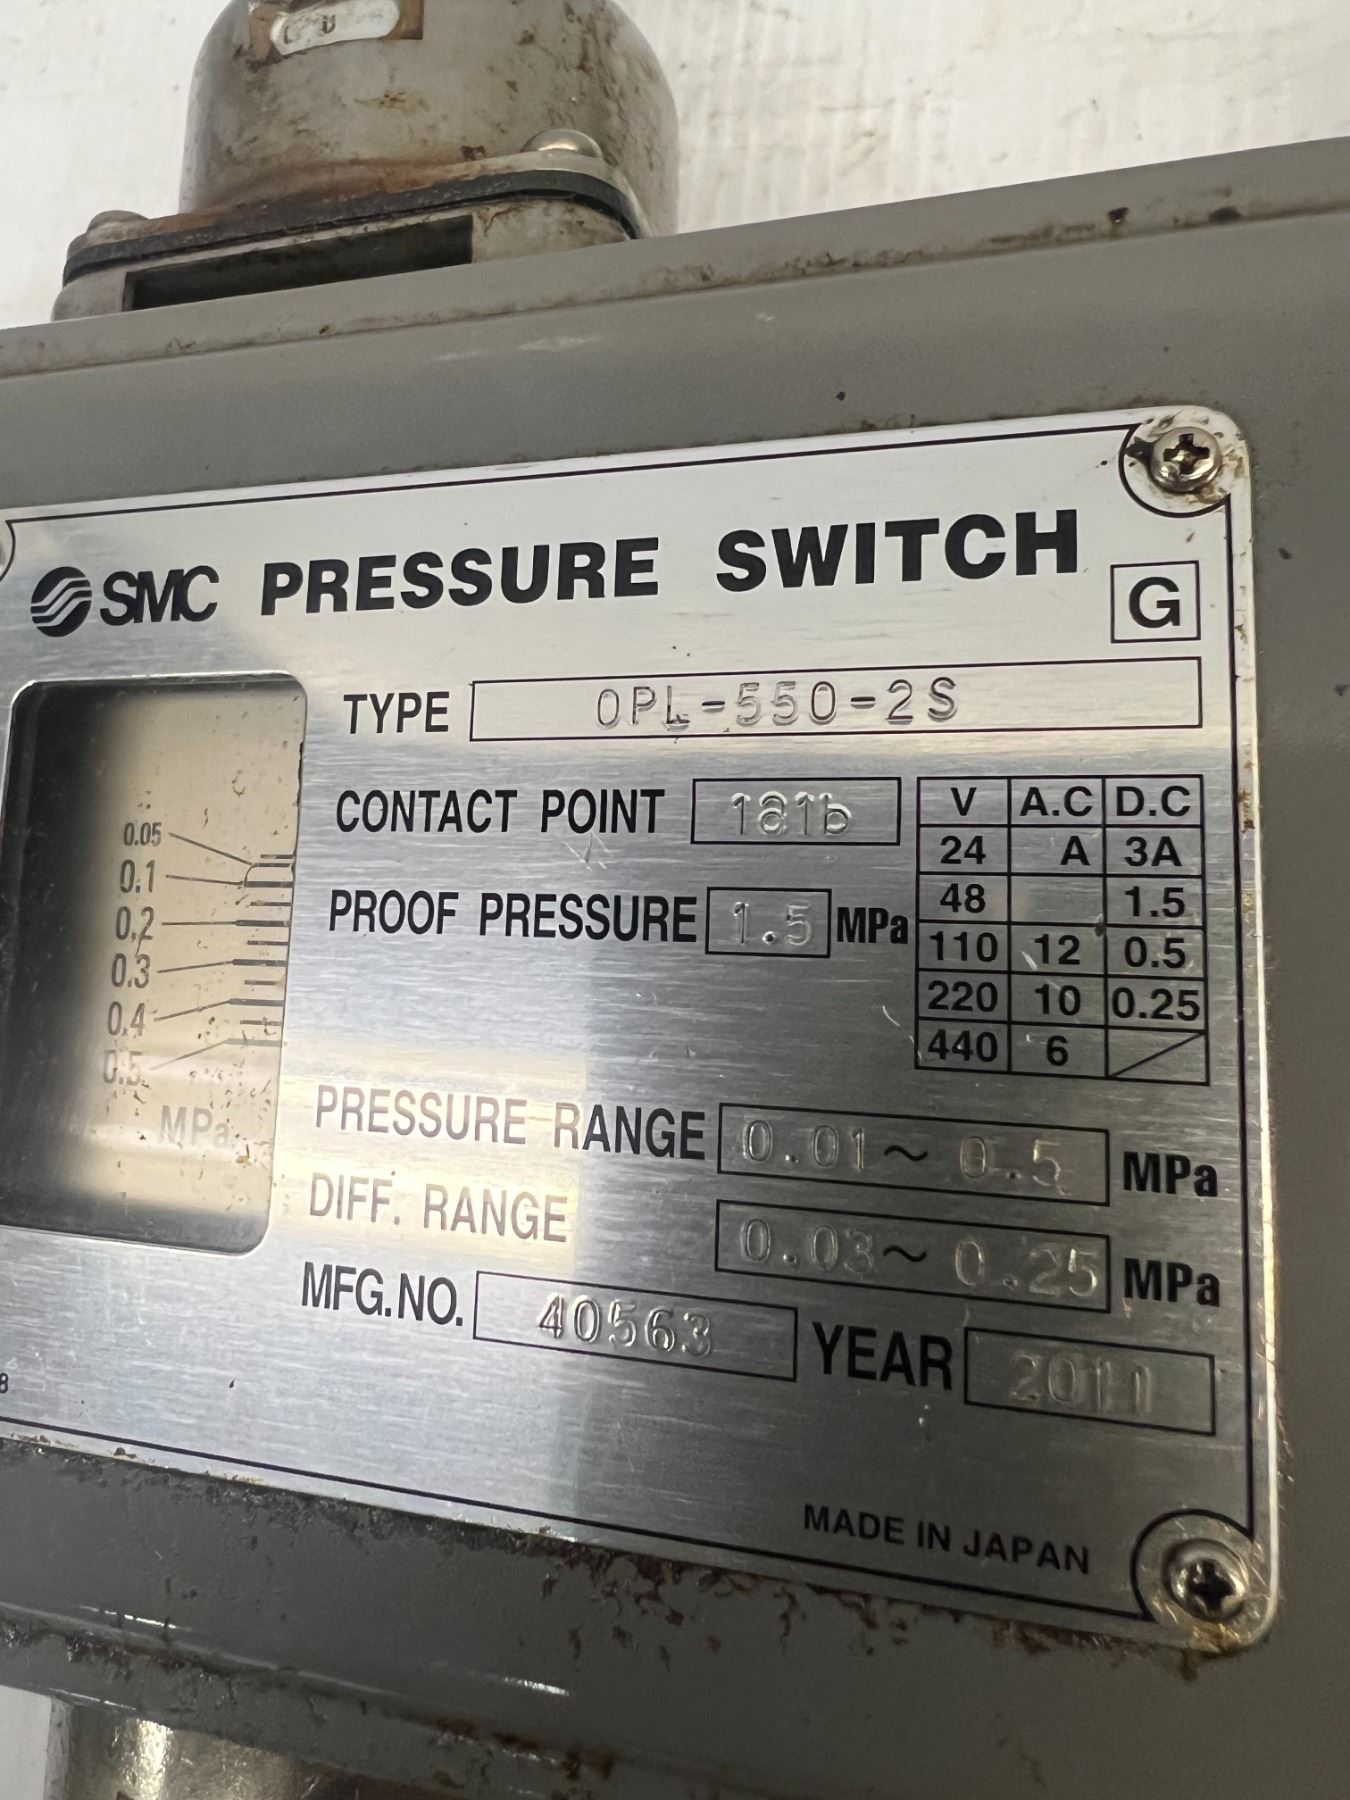 SMC PRESSURE SWITCH
G
TYPE OPL-550-2S
CONTACT POINT 1a1b
PROOF PRESSURE 1.5 MPa
V A.C D.C
24 A 3A
48 1.5
110 12 0.5
220 10 0.25
440 6
0.05
0.1
0.2
0.3
0.4
0.5
MPa
PRESSURE RANGE 0.01~0.5 MPa
DIFF. RANGE 0.03~0.25 MPa
MFG.NO. 40563 YEAR 2011
8
MADE IN JAPAN